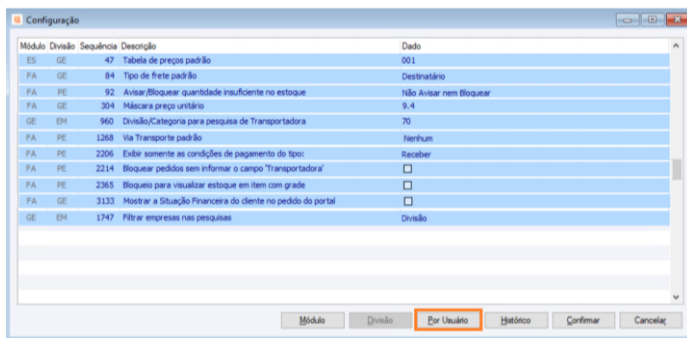 Configuração
Módulo Divisão Sequência Descrição Dado
ES GE 47 Tabela de preços padrão 001
FA GE 84 Tipo de frete padrão Destinatário
FA PE 92 Avisar/Bloquear quantidade insuficiente no estoque Não Avisar nem Bloquear
FA GE 304 Máscara preço unitário 9.4
GE EM 960 Divisão/Categoria para pesquisa de Transportadora 70
FA PE 1268 Via Transporte padrão Nenhum
FA PE 2206 Exibir somente as condições de pagamento do tipo: Receber
FA PE 2214 Bloquear pedidos sem informar o campo 'Transportadora'
FA PE 2365 Bloqueio para visualizar estoque em item com grade
FA GE 3133 Mostrar a Situação Financeira do cliente no pedido do portal
GE EM 1747 Filtrar empresas nas pesquisas Divisão
Módulo Divisão Por Usuário Histórico Confirmar Cancelar